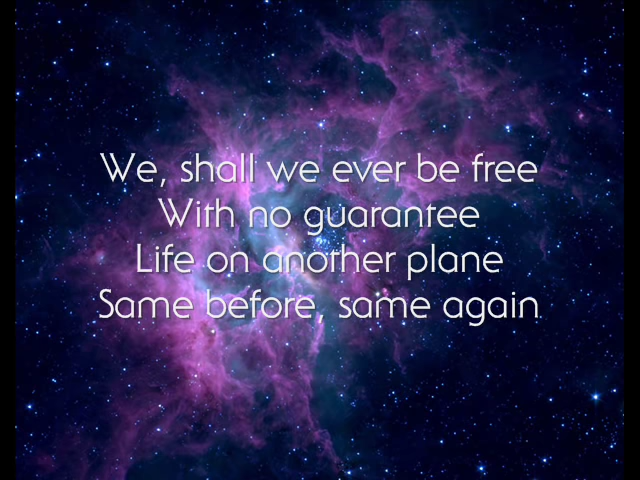 We, shall we ever be free
With no guarantee
Life on another plane
Same before, same again